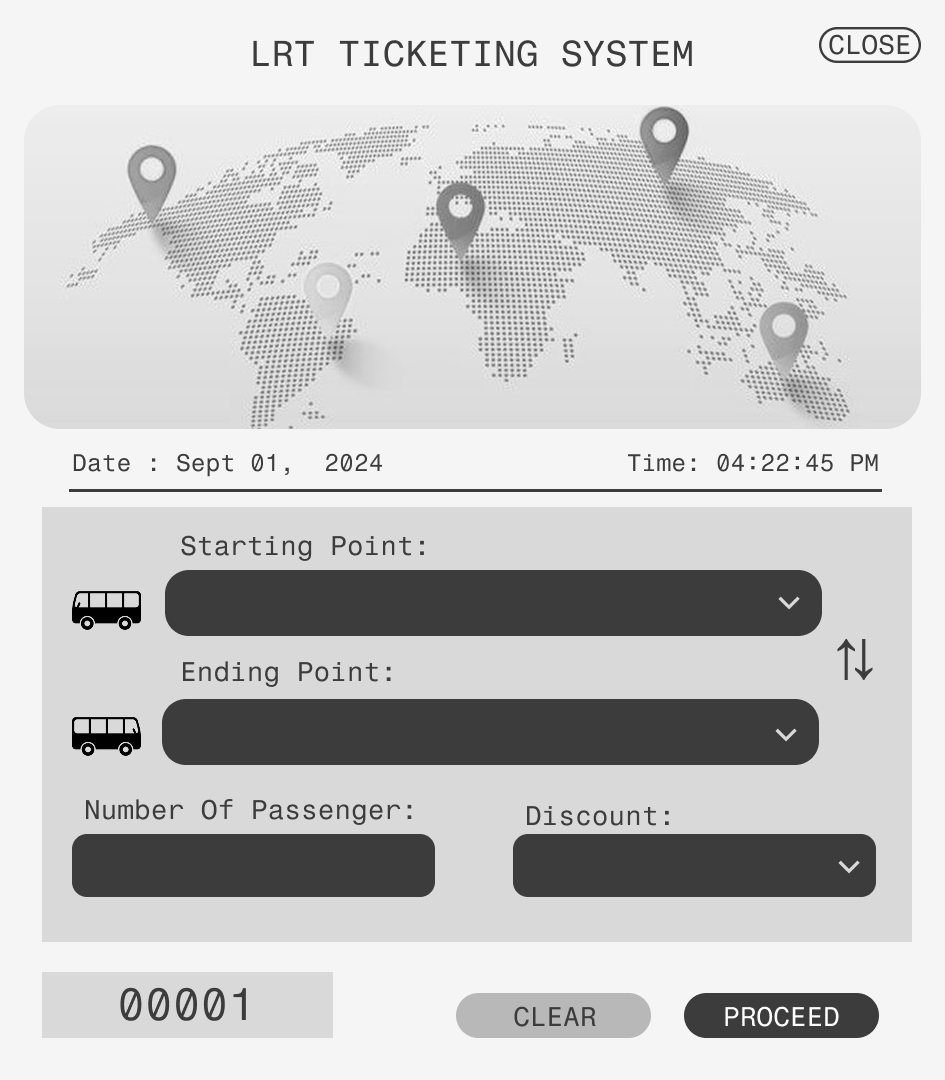 LRT TICKETING SYSTEM
CLOSE
Date : Sept 01,  2024
Time: 04:22:45 PM
Starting Point:
Ending Point:
Number Of Passenger:
Discount:
00001
CLEAR
PROCEED